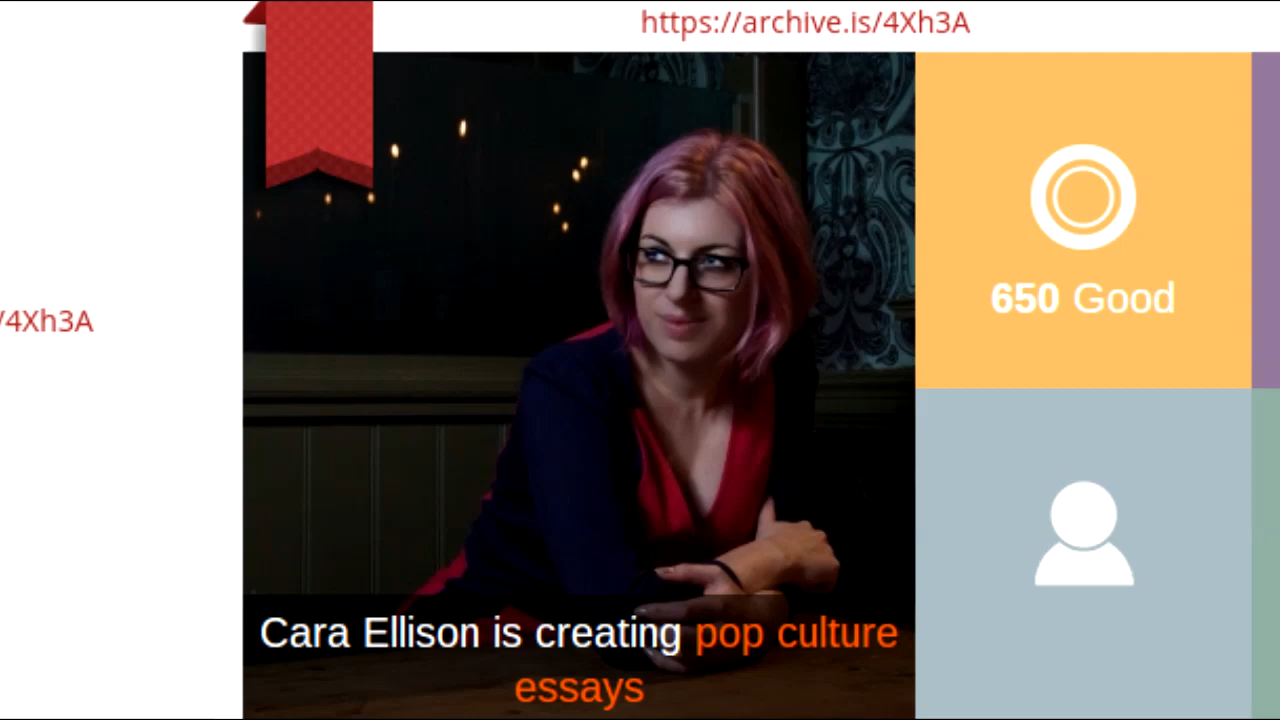 https://archive.is/4Xh3A
/4Xh3A
650 Good
Cara Ellison is creating pop culture
essays